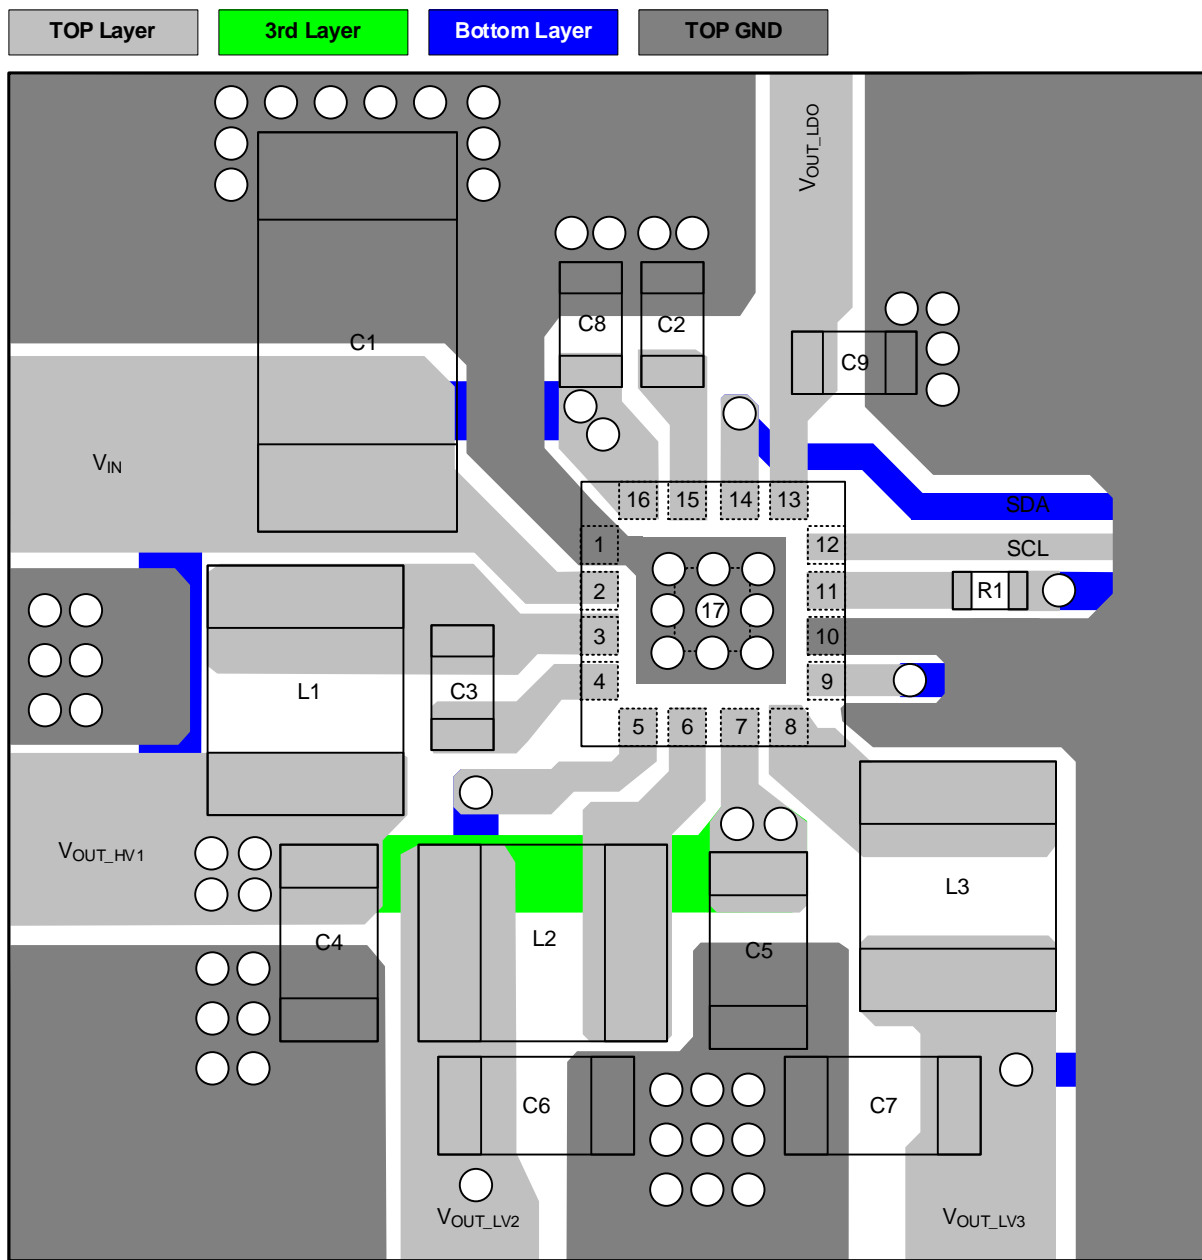 TOP Layer 3rd Layer Bottom Layer TOP GND
VOUT_LDO
C8 C2
C1
C9
VIN
16 15 14 13
SDA
1 12 SCL
2 11 R1
17
3 10
4 9
L1 C3
5 6 7 8
VOUT_HV1
L3
C4 L2 C5
C6 C7
VOUT_LV2 VOUT_LV3